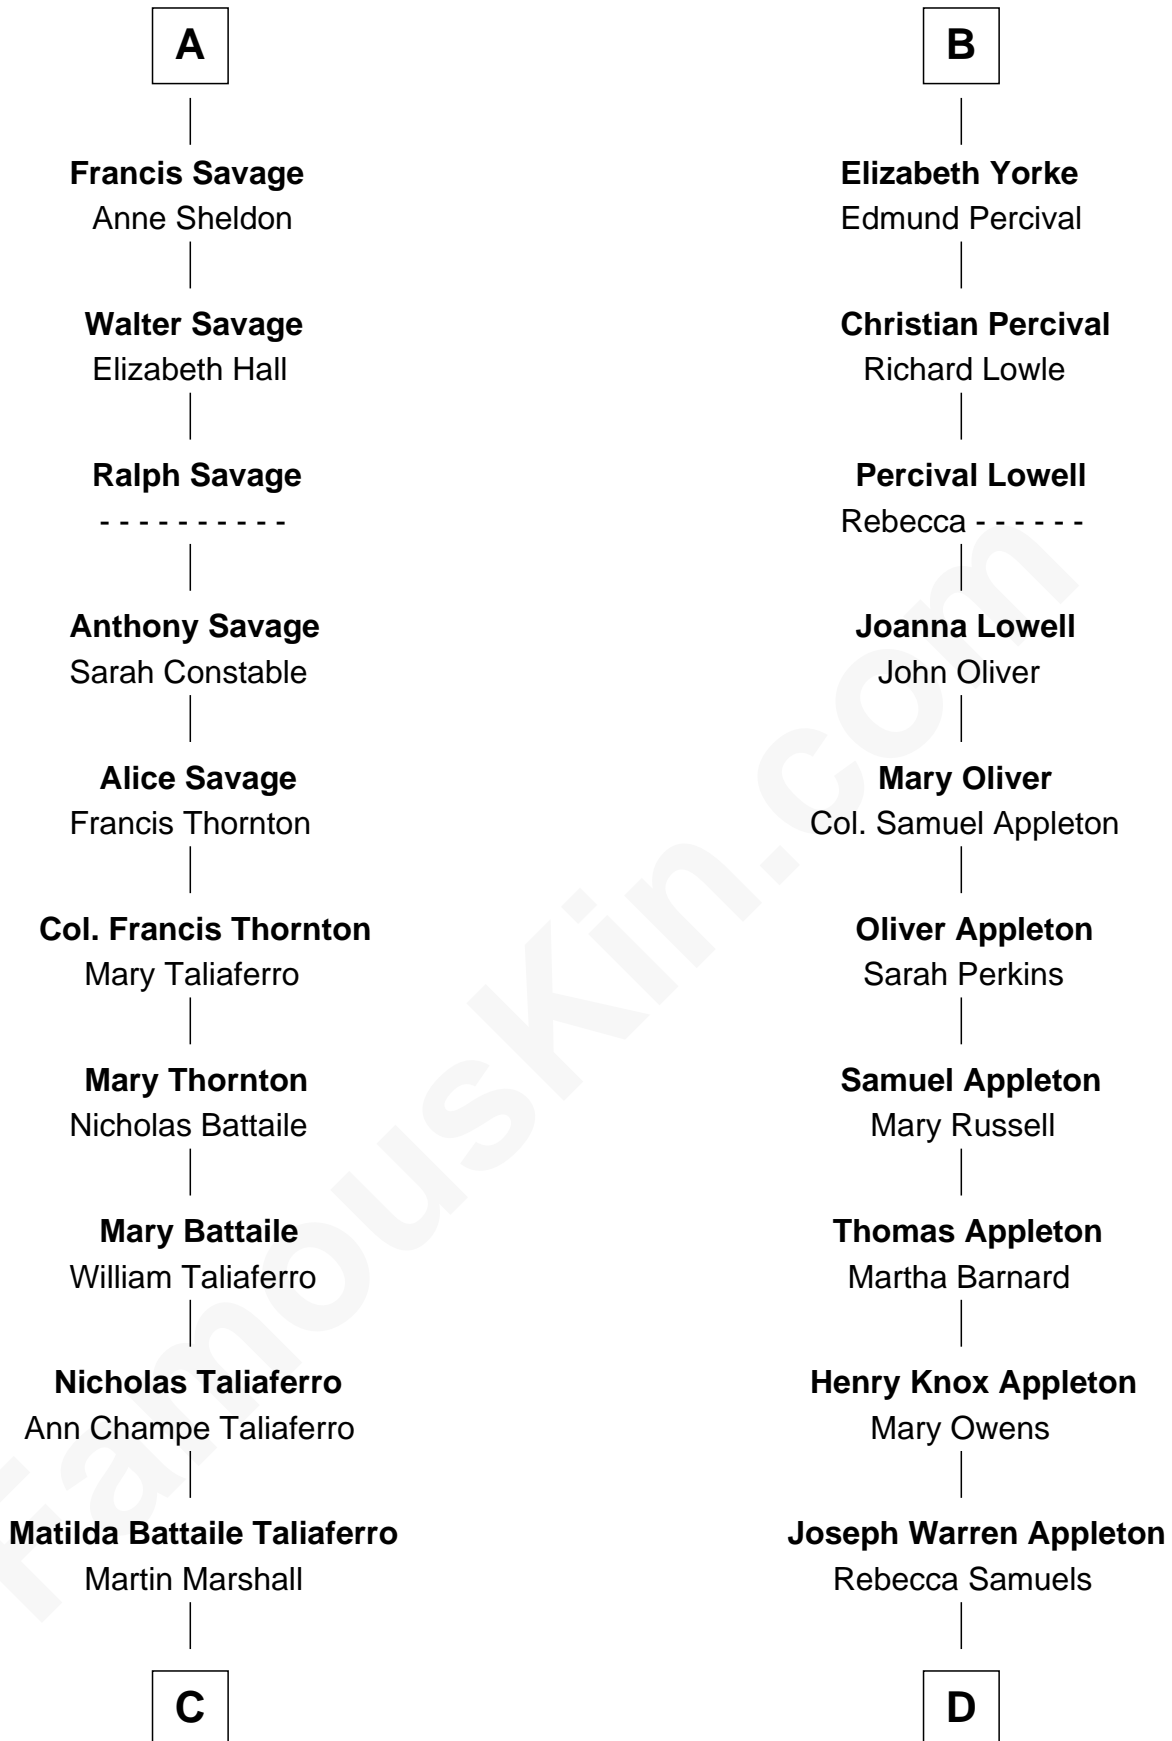 A
Francis Savage
Anne Sheldon
Walter Savage
Elizabeth Hall
Ralph Savage
- - - - - - - - - -
Anthony Savage
Sarah Constable
Alice Savage
Francis Thornton
Col. Francis Thornton
Mary Taliaferro
Mary Thornton
Nicholas Battaile
Mary Battaile
William Taliaferro
Nicholas Taliaferro
Ann Champe Taliaferro
Matilda Battaile Taliaferro
Martin Marshall
C
B
Elizabeth Yorke
Edmund Percival
Christian Percival
Richard Lowle
Percival Lowell
Rebecca - - - - - -
Joanna Lowell
John Oliver
Mary Oliver
Col. Samuel Appleton
Oliver Appleton
Sarah Perkins
Samuel Appleton
Mary Russell
Thomas Appleton
Martha Barnard
Henry Knox Appleton
Mary Owens
Joseph Warren Appleton
Rebecca Samuels
D
FamousKin.com